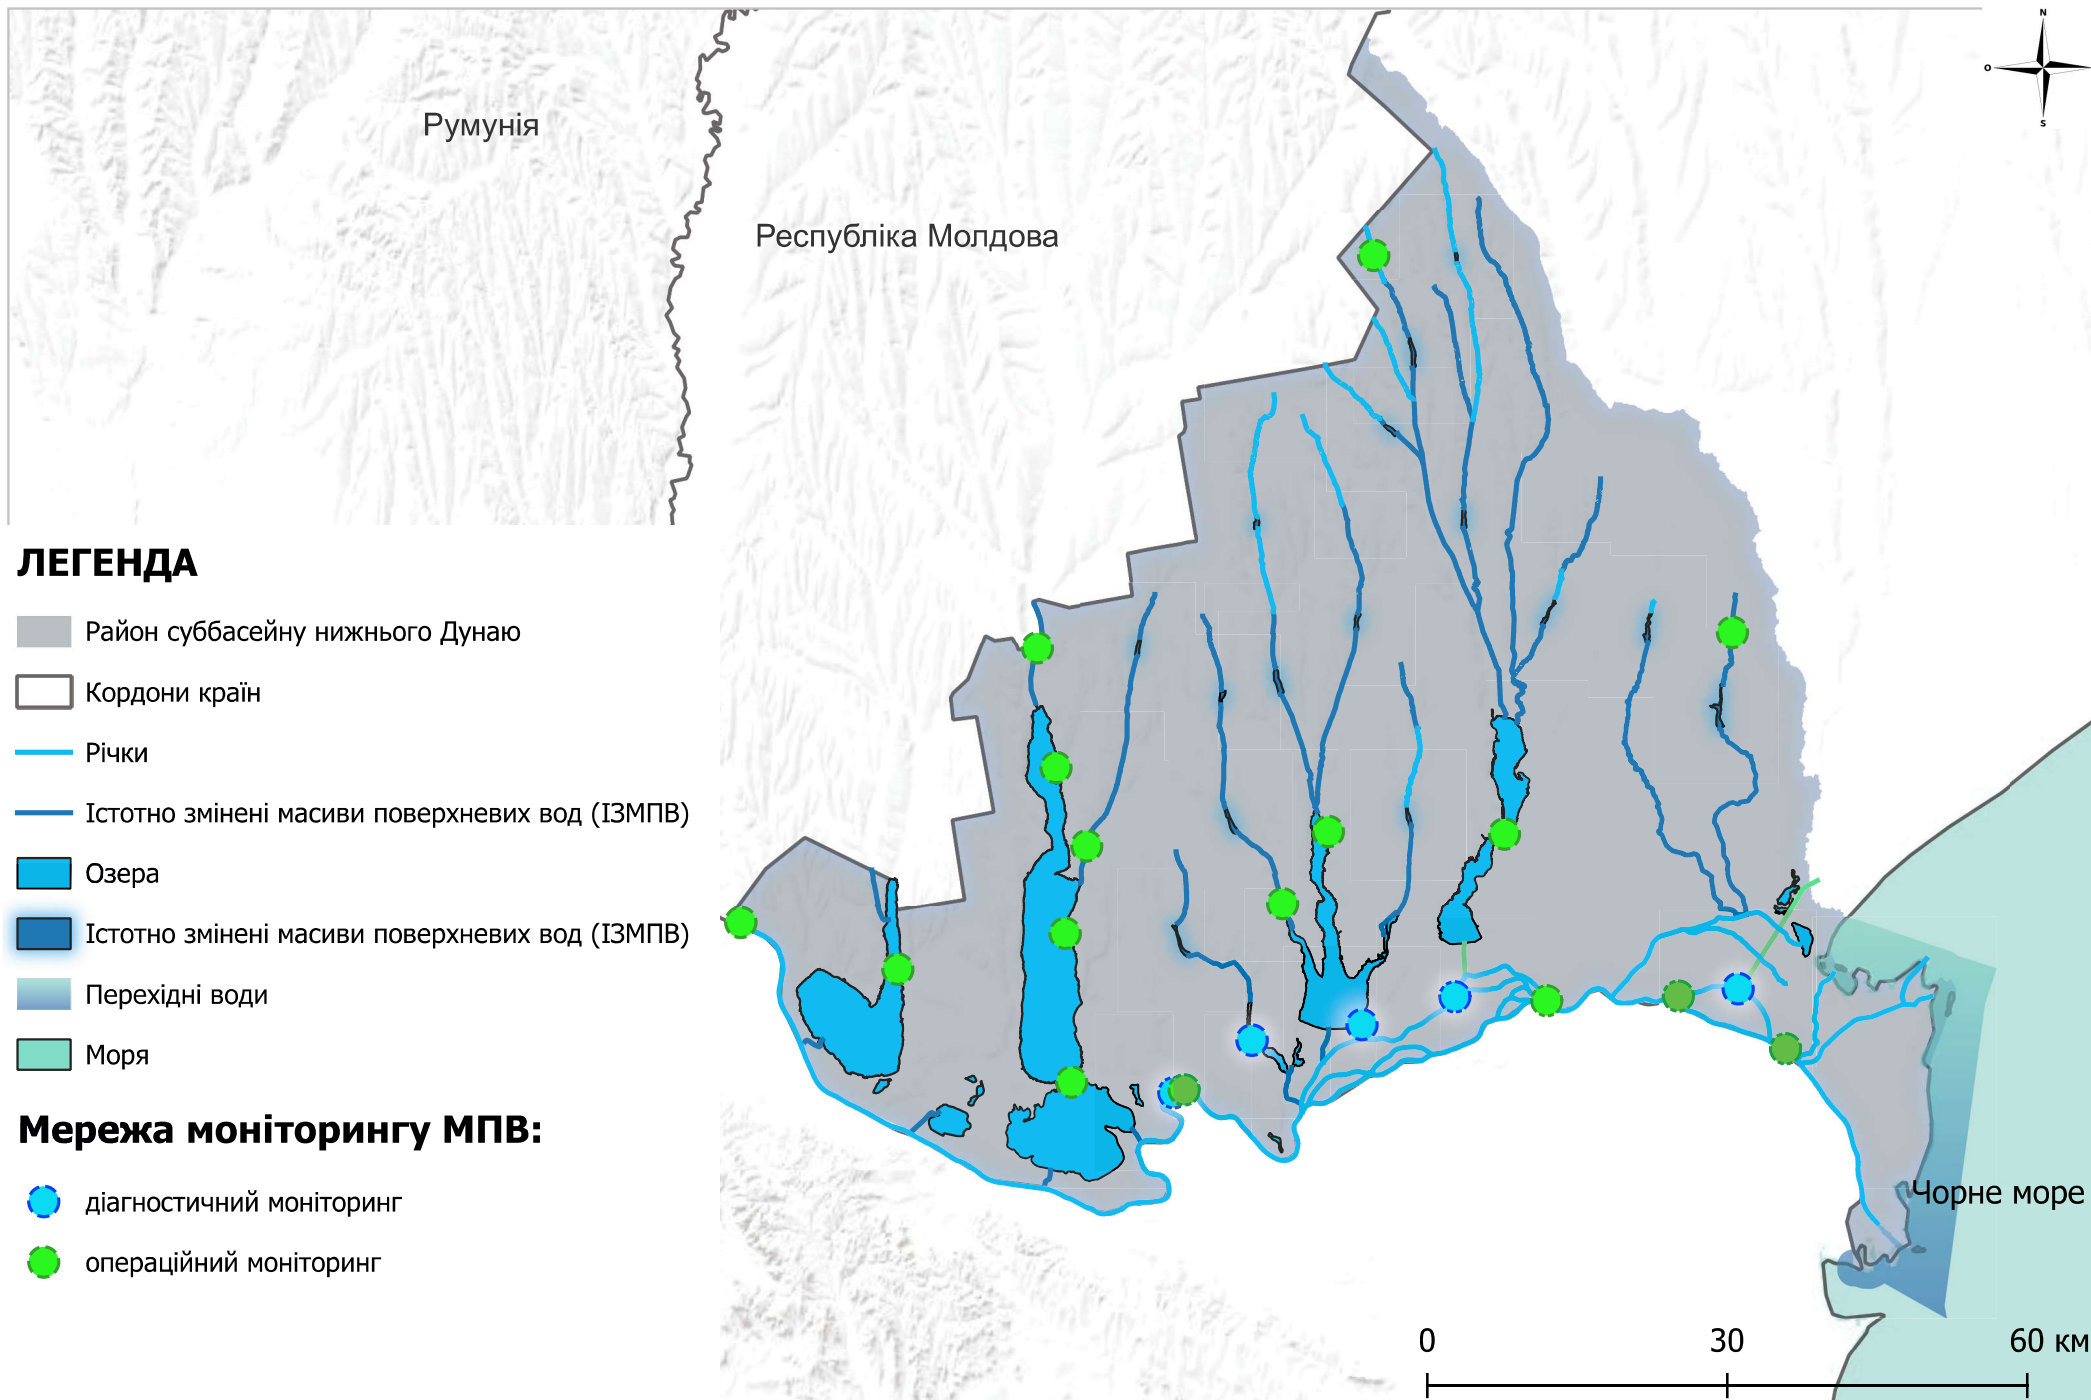 N
O
S
Румунія
Республіка Молдова
ЛЕГЕНДА
Район суббасейну нижнього Дунаю
Кордони країн
Річки
Істотно змінені масиви поверхневих вод (ІЗМПВ)
Озера
Істотно змінені масиви поверхневих вод (ІЗМПВ)
Перехідні води
Моря
Мережа моніторингу МПВ:
діагностичний моніторинг
операційний моніторинг
Чорне море
0 30 60 км